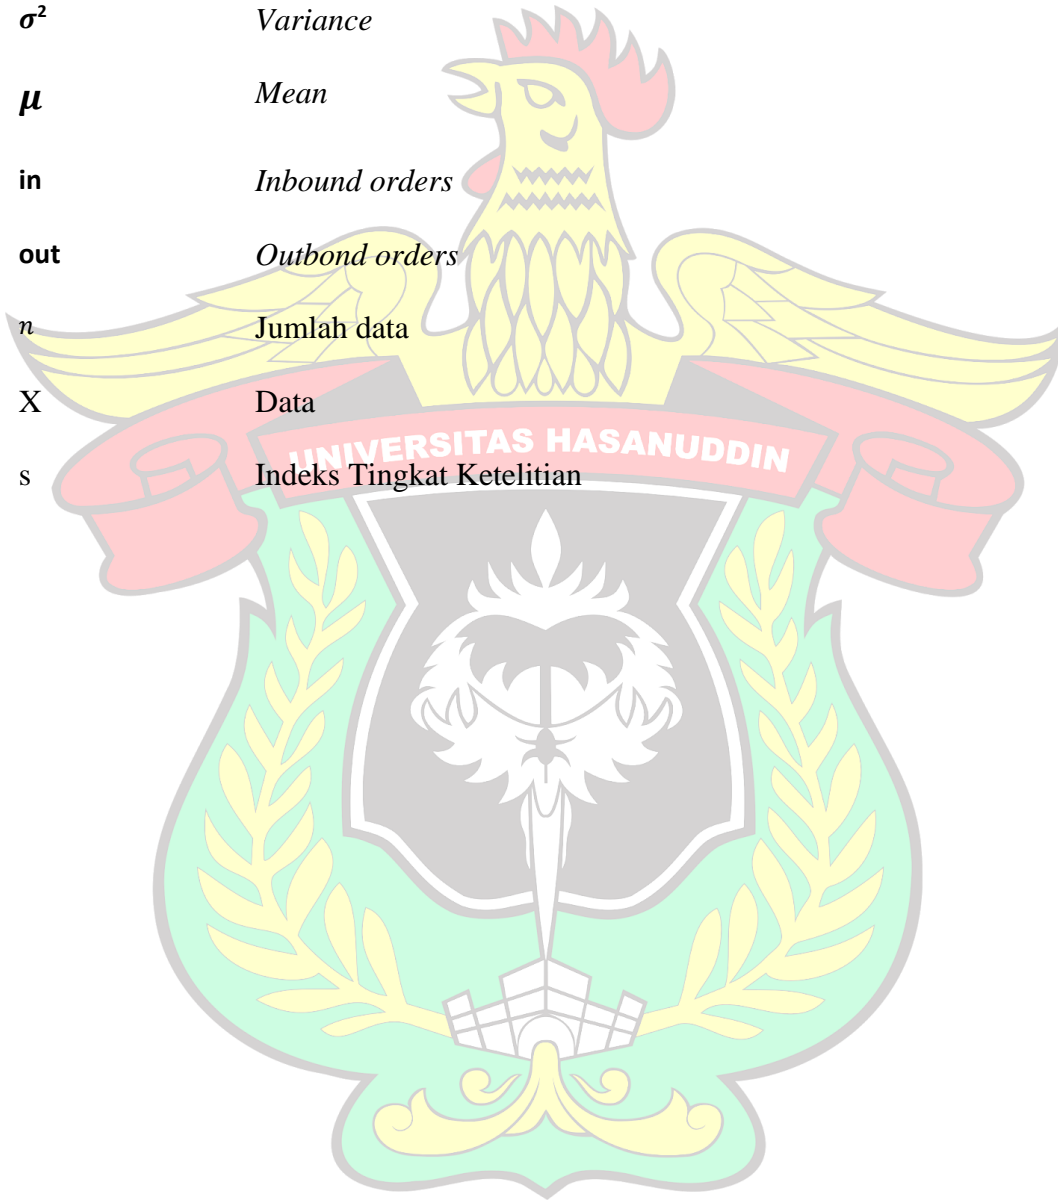 σ² Variance
μ Mean
in Inbound orders
out Outbond orders
n Jumlah data
X Data
UNIVERSITAS HASANUDDIN
s Indeks Tingkat Ketelitian